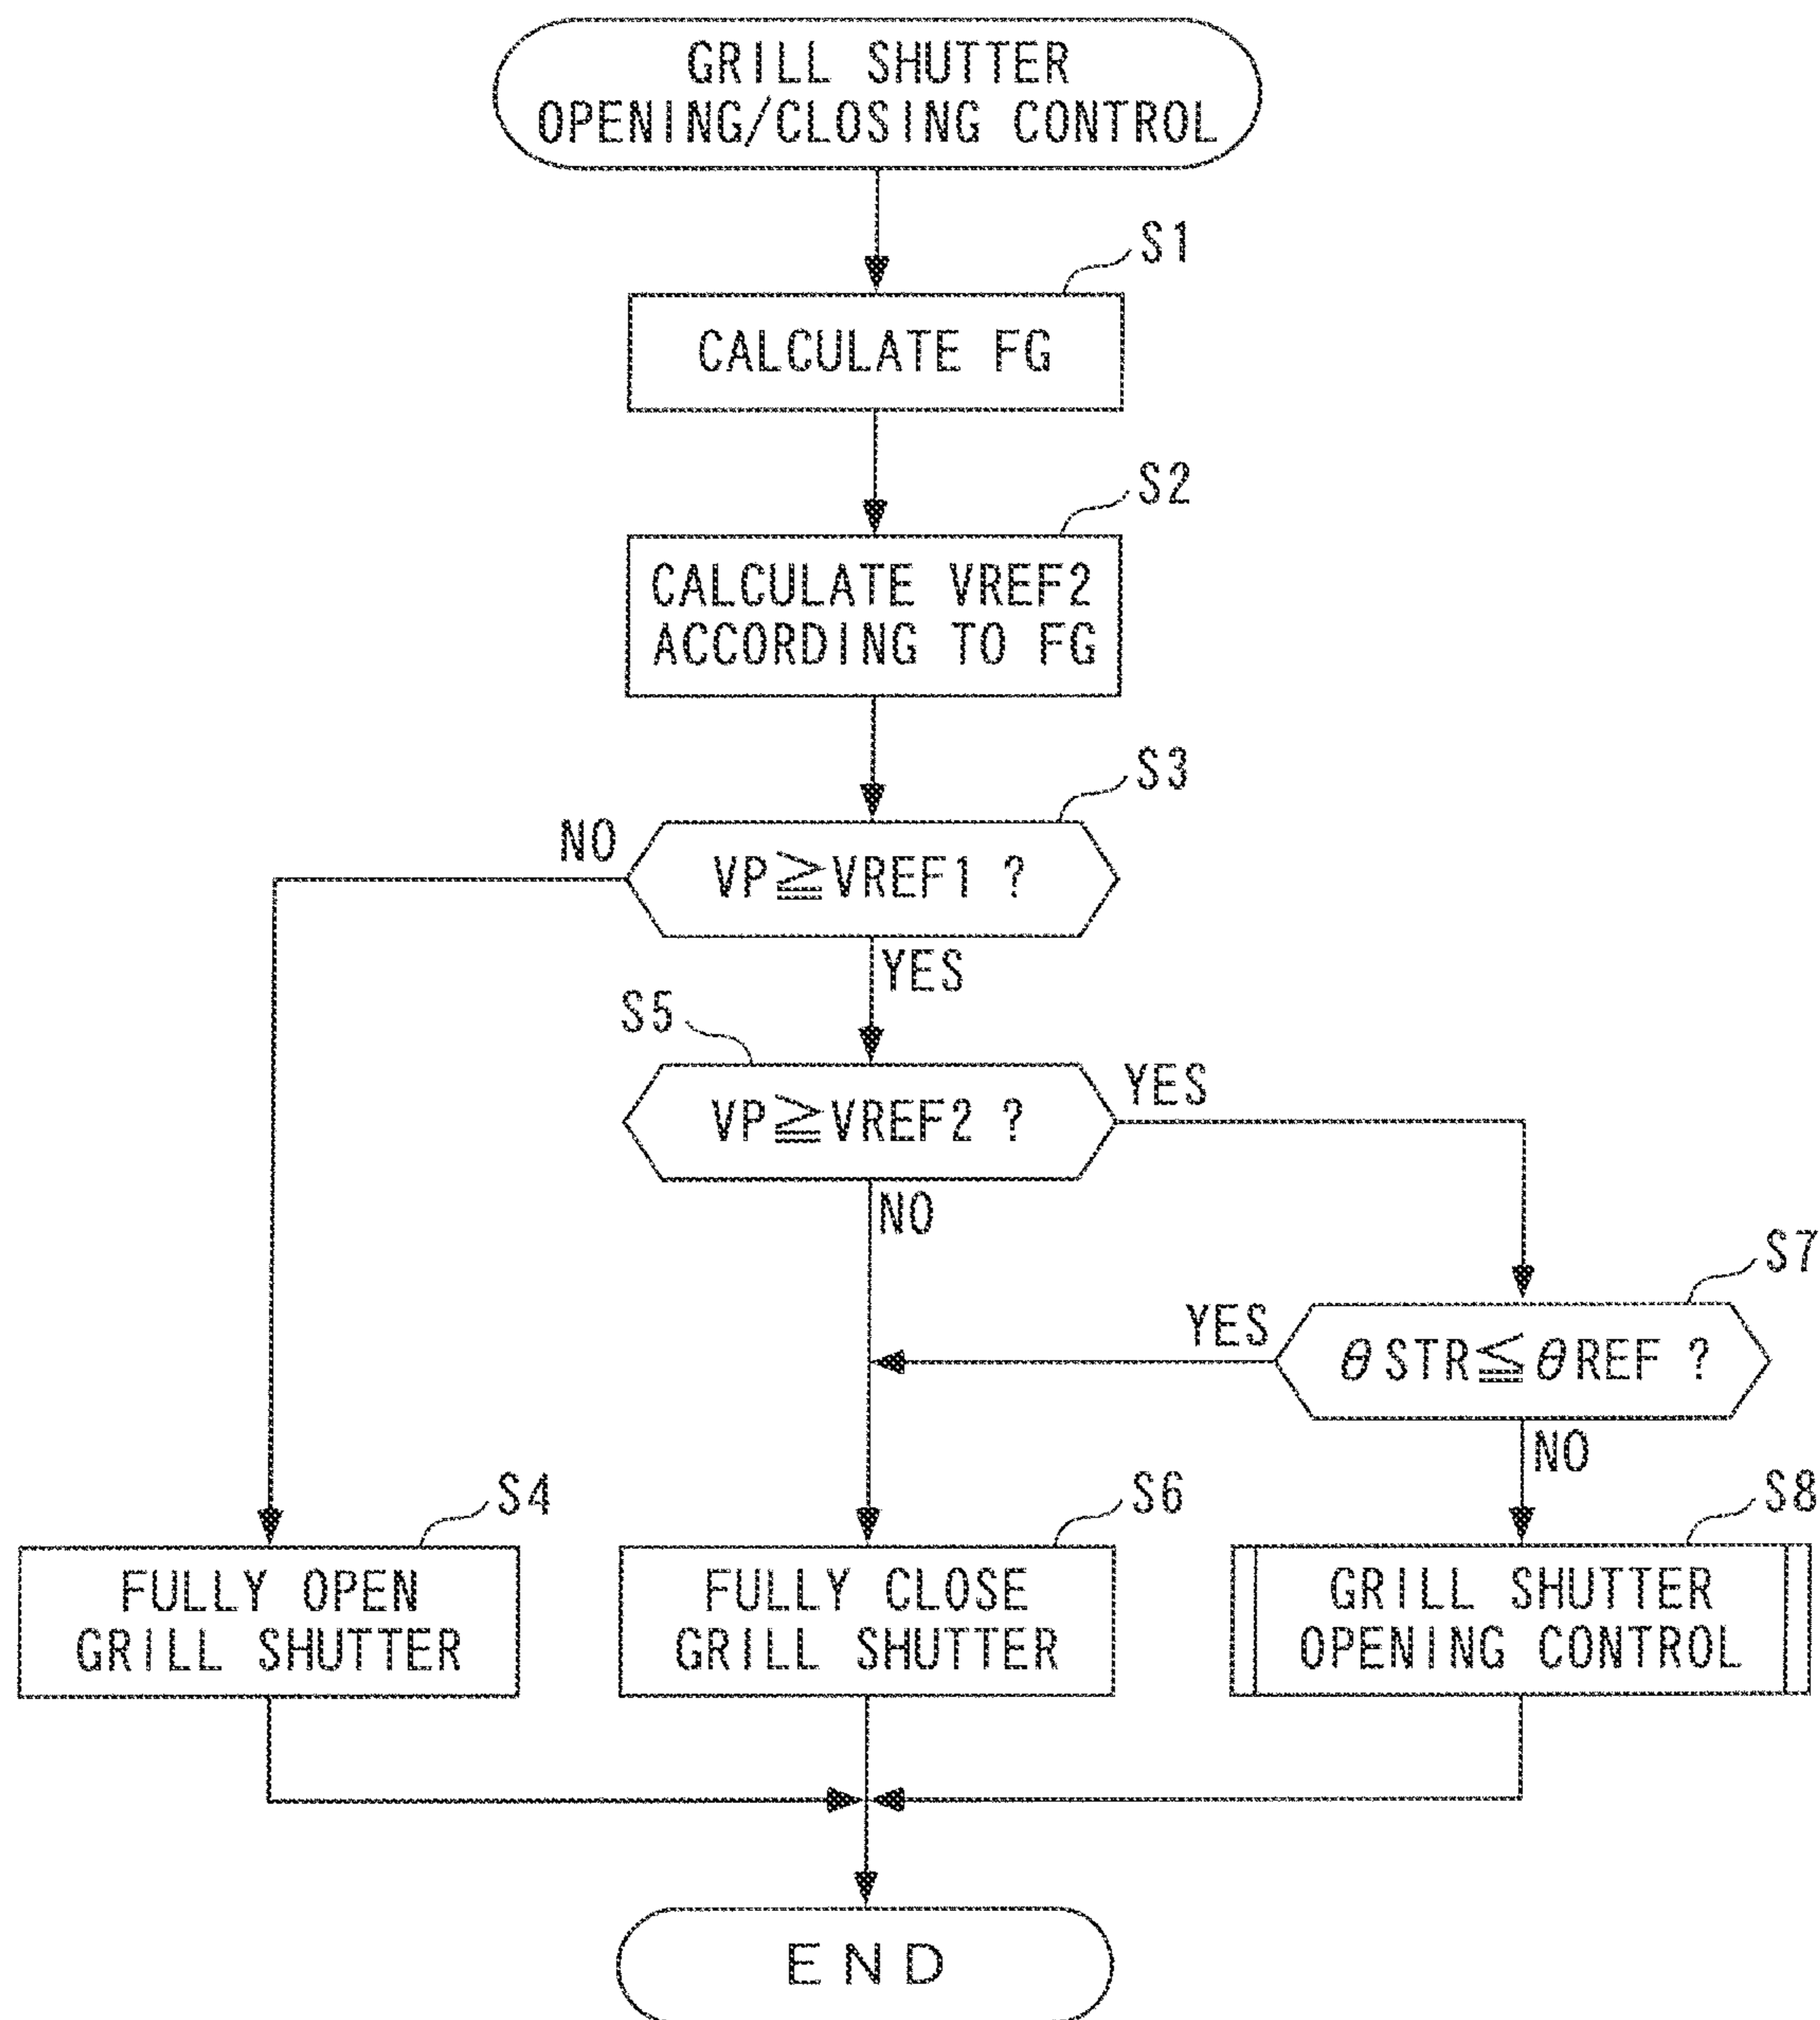 GRILL SHUTTER
OPENING/CLOSING CONTROL
S1
CALCULATE FG
S2
CALCULATE VREF2
ACCORDING TO FG
S3
NO
VP≧VREF1 ?
YES
S5
VP≧VREF2 ?
YES
NO
S7
YES
θSTR≦θREF ?
NO
S4
S6
S8
FULLY OPEN
GRILL SHUTTER
FULLY CLOSE
GRILL SHUTTER
GRILL SHUTTER
OPENING CONTROL
END